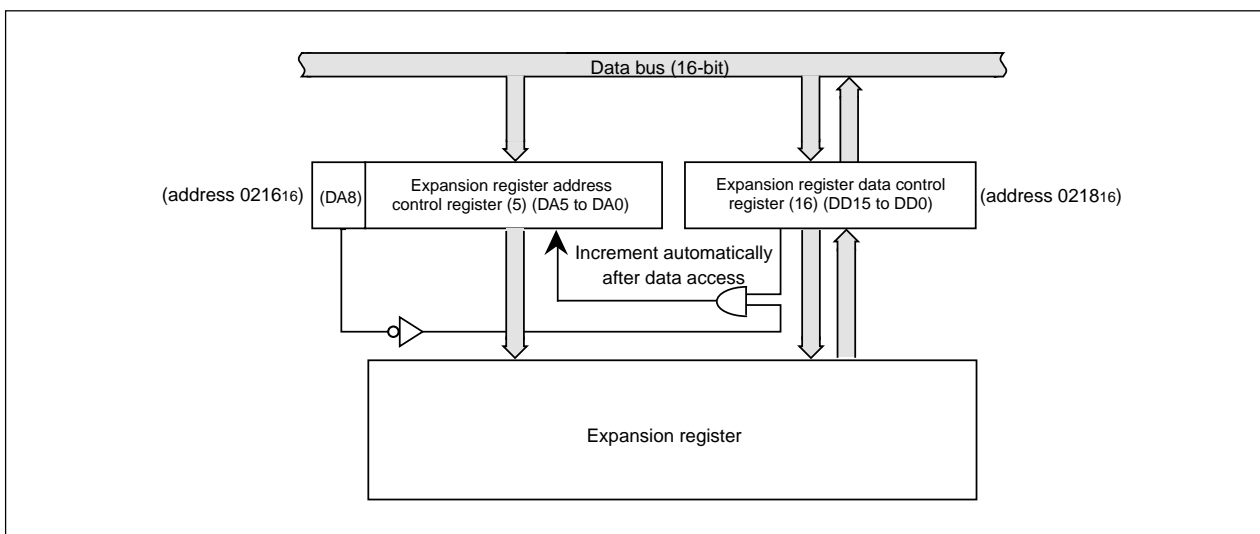 Data bus (16-bit)
(address 021616)
(DA8)
Expansion register address
control register (5) (DA5 to DA0)
Expansion register data control
register (16) (DD15 to DD0)
(address 021816)
Increment automatically
after data access
Expansion register